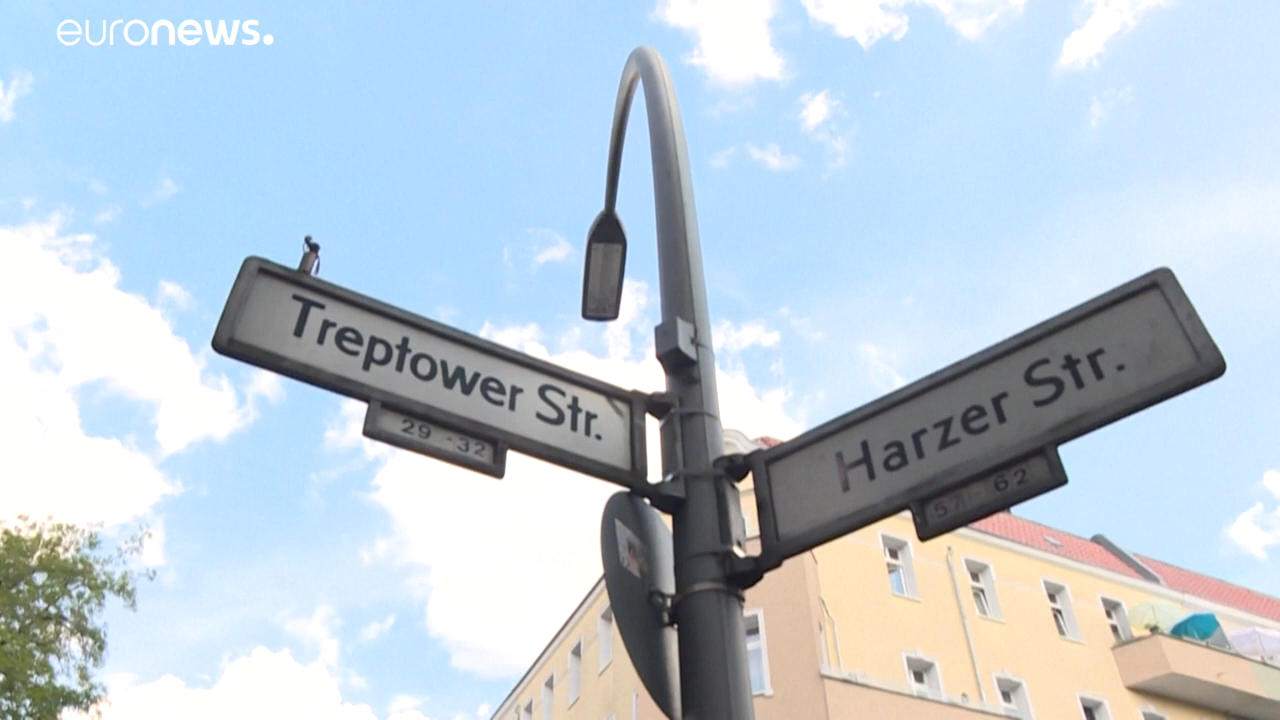 euronews.
Treptower Str.
29 - 32
Harzer Str.
57 - 62